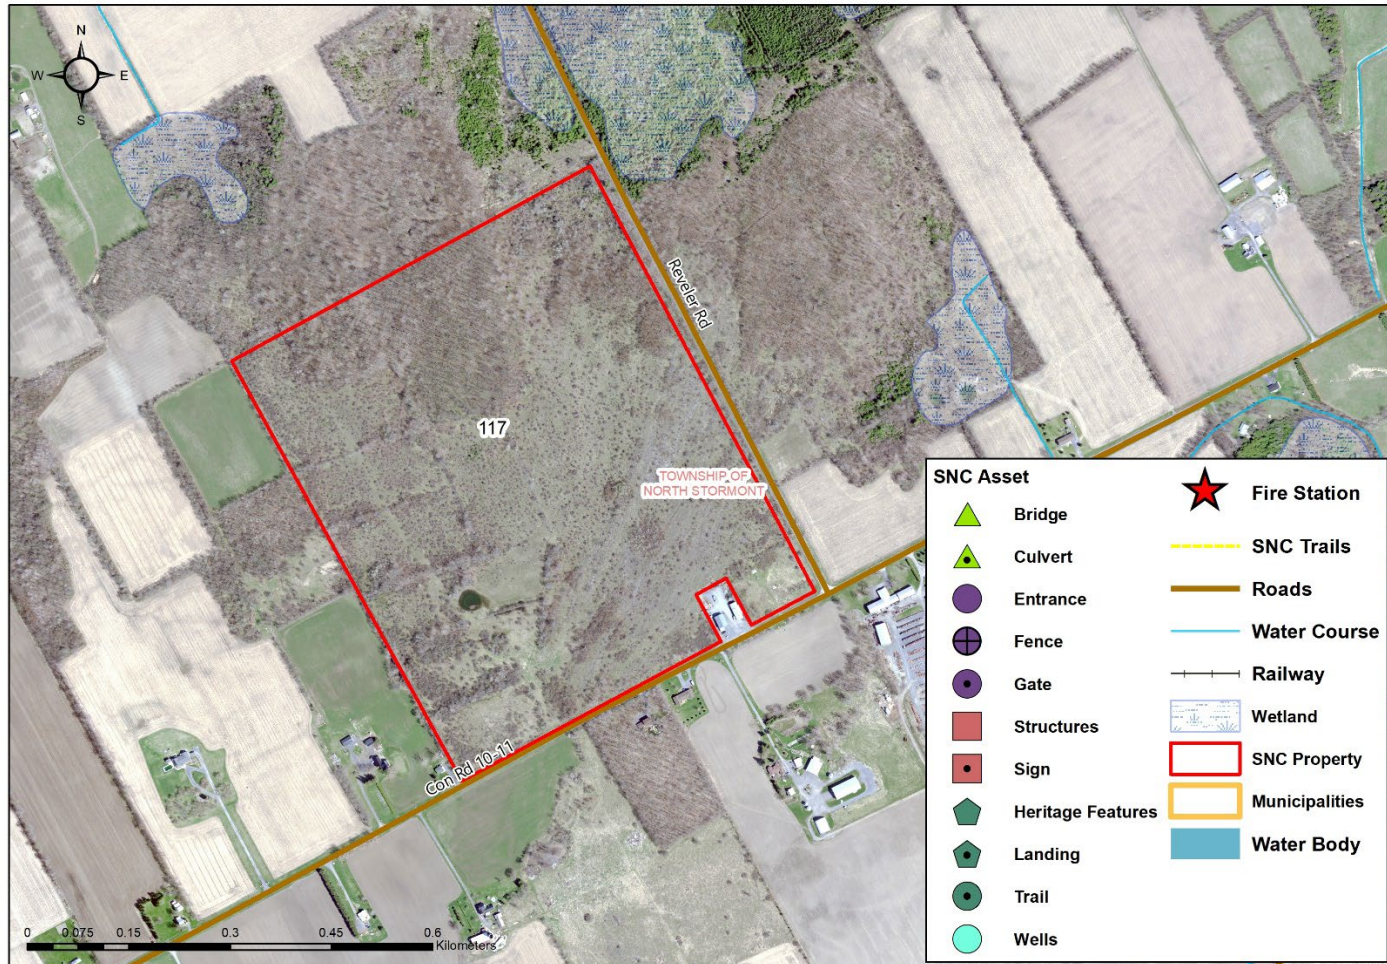 N
W E
S
Reveler Rd
117
TOWNSHIP OF
NORTH STORMONT
Con Rd 10-11
0 0.075 0.15 0.3 0.45 0.6
Kilometers
SNC Asset
Bridge
Culvert
Entrance
Fence
Gate
Structures
Sign
Heritage Features
Landing
Trail
Wells
Fire Station
SNC Trails
Roads
Water Course
Railway
Wetland
SNC Property
Municipalities
Water Body